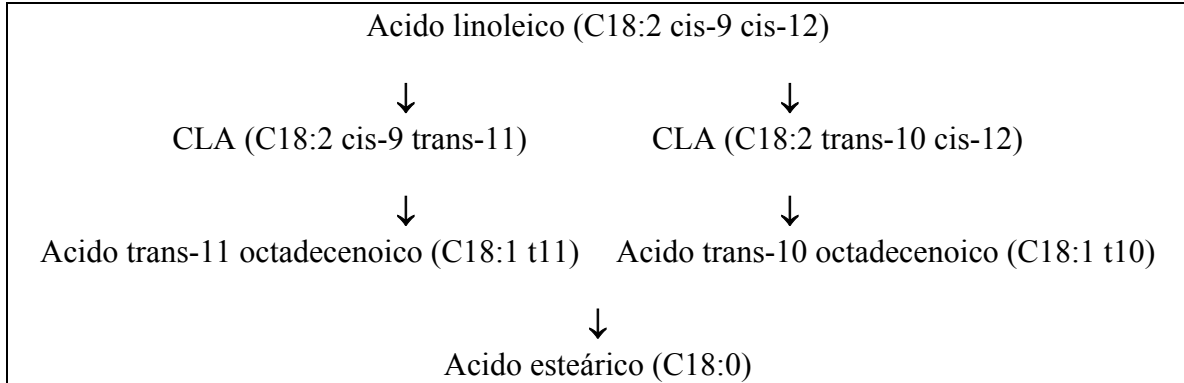 Acido linoleico (C18:2 cis-9 cis-12)
↓ ↓
CLA (C18:2 cis-9 trans-11) CLA (C18:2 trans-10 cis-12)
↓ ↓
Acido trans-11 octadecenoico (C18:1 t11) Acido trans-10 octadecenoico (C18:1 t10)
↓
Acido esteárico (C18:0)